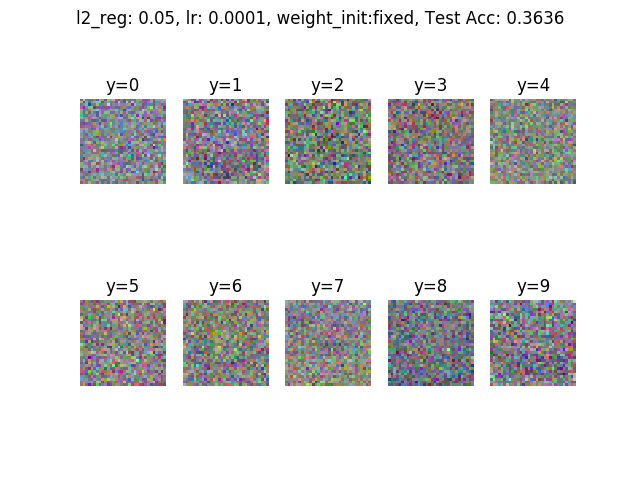 l2_reg: 0.05, lr: 0.0001, weight_init:fixed, Test Acc: 0.3636
y=0 y=1 y=2 y=3 y=4
y=5 y=6 y=7 y=8 y=9